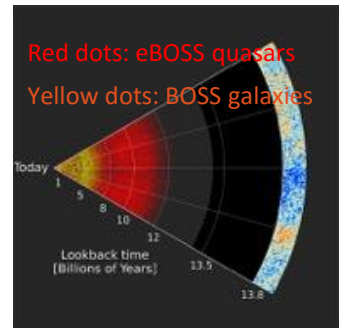 Red dots: eBOSS quasars
Yellow dots: BOSS galaxies
Today
1
5
8
10
12
13.5
13.8
Lookback time
[Billions of Years]